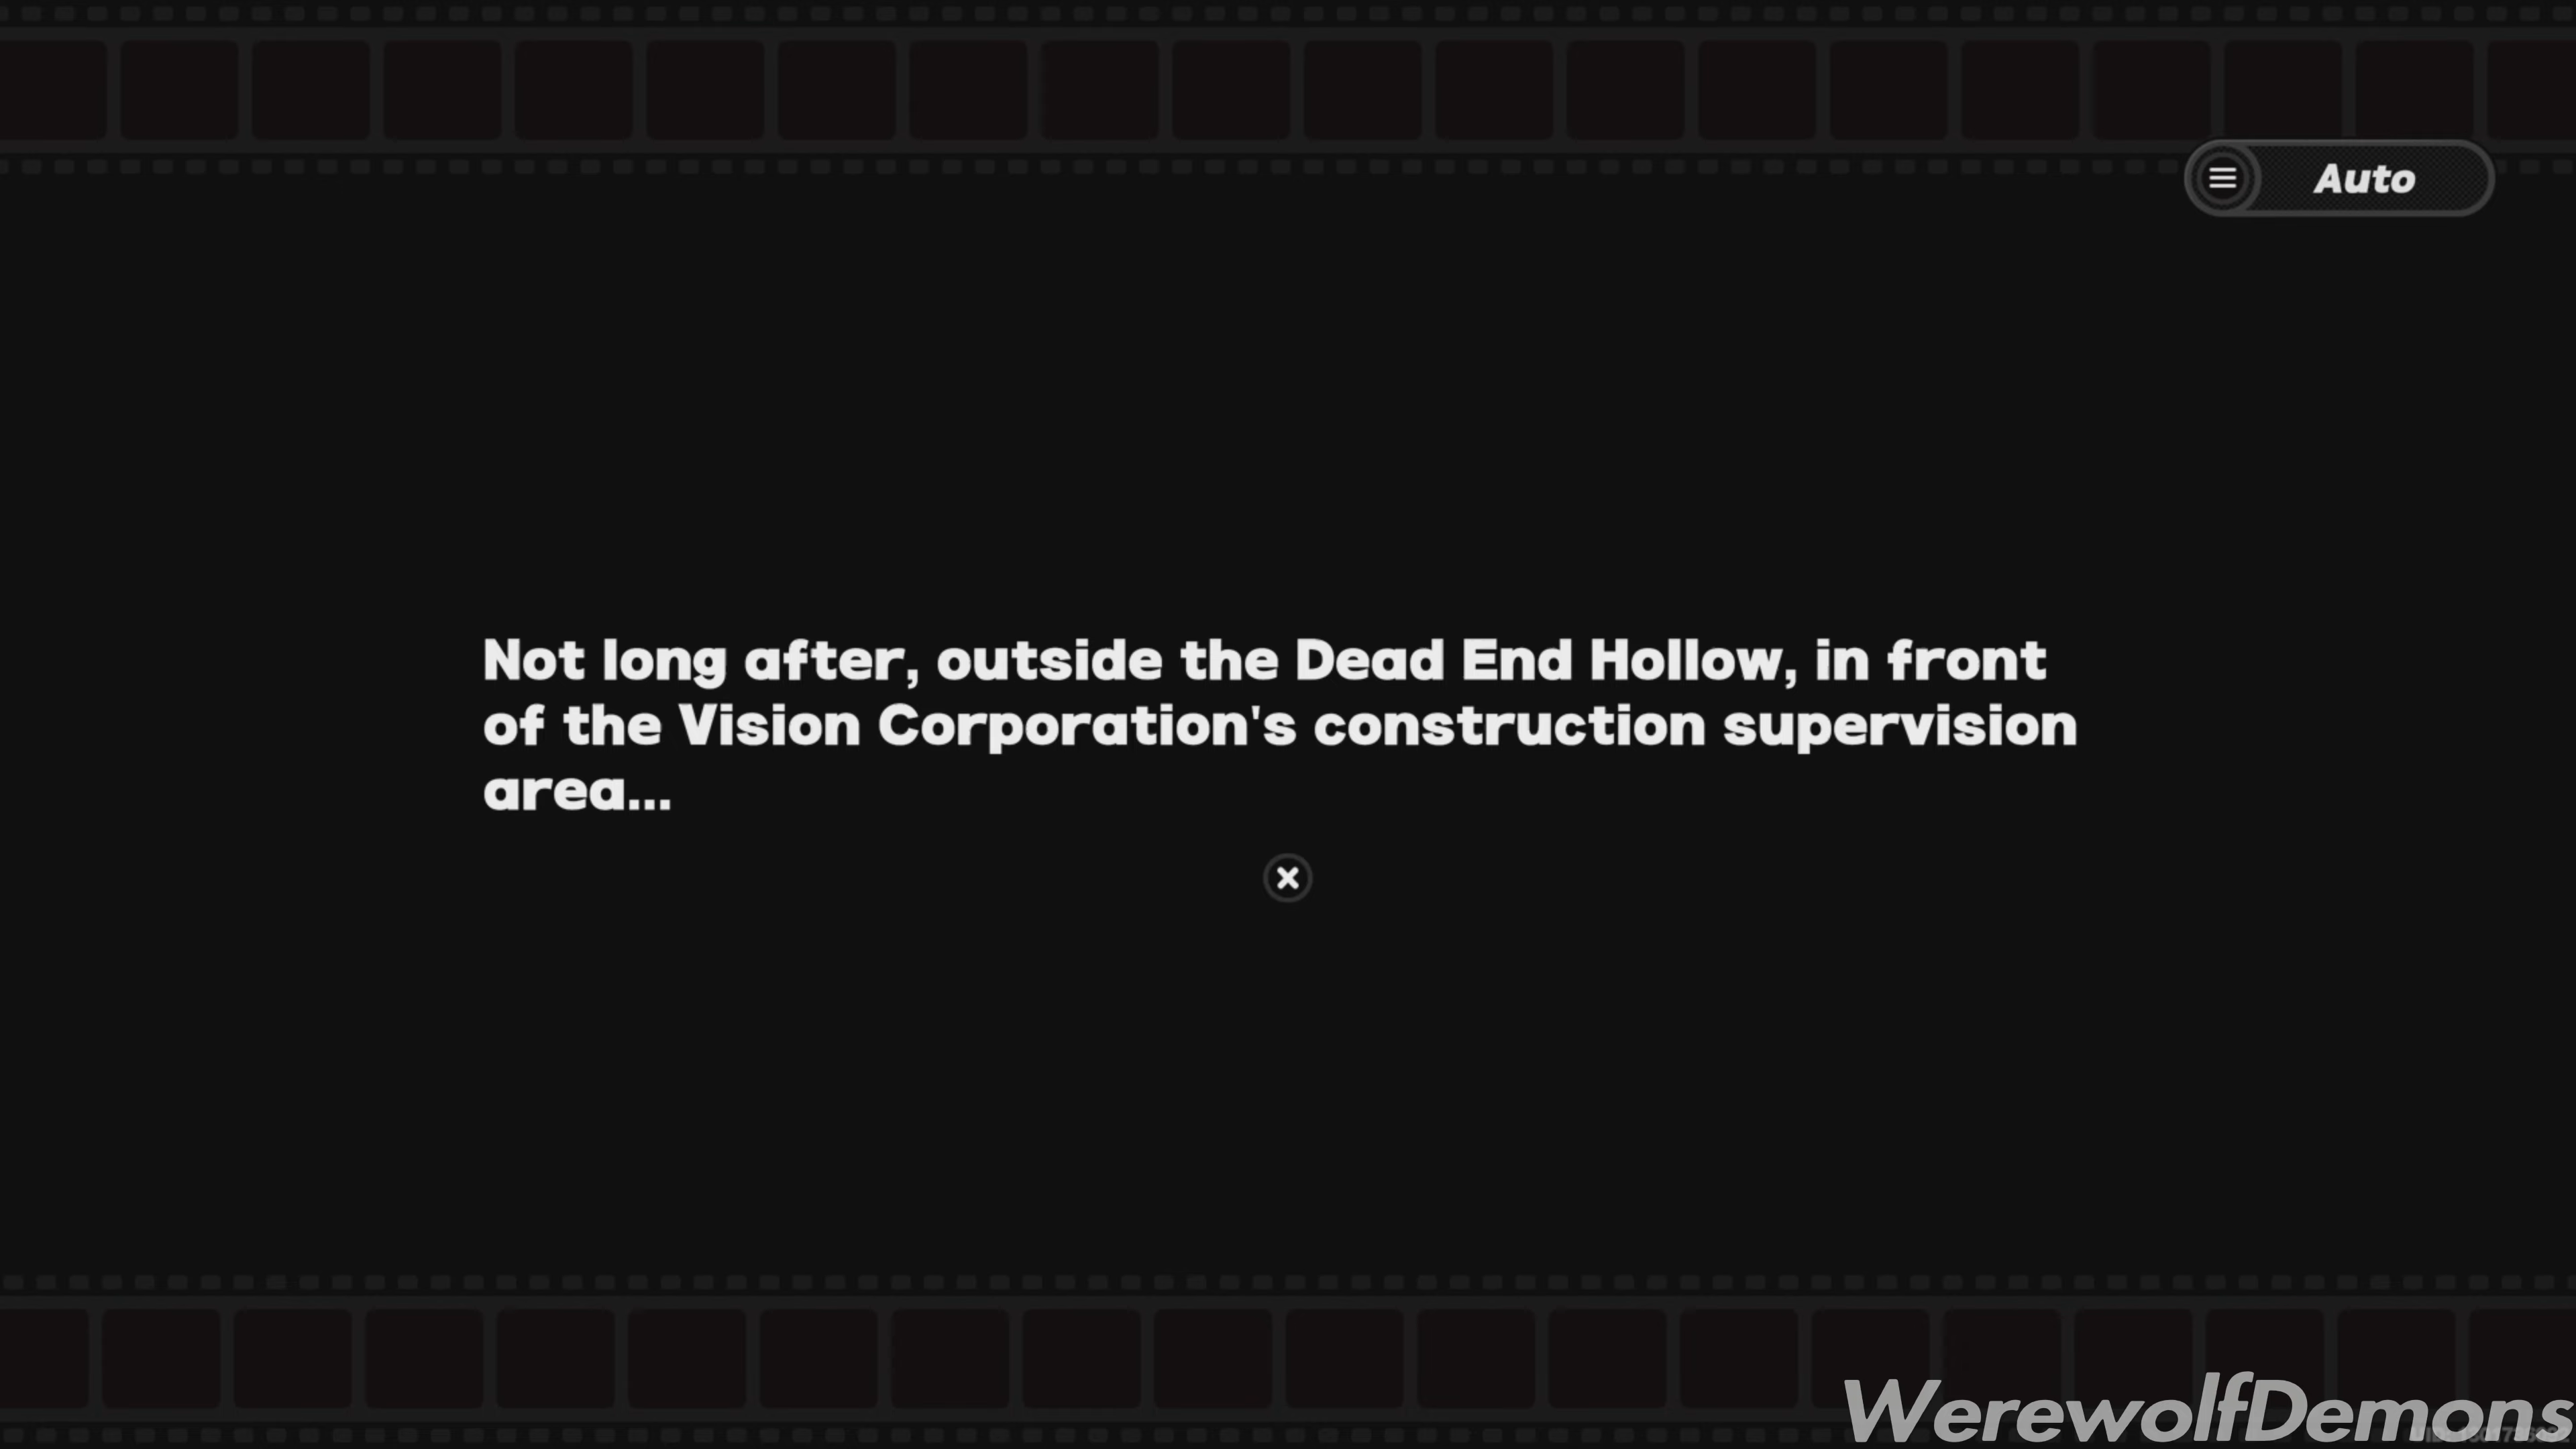 Auto
Not long after, outside the Dead End Hollow, in front
of the Vision Corporation's construction supervision
area...
WerewolfDemons